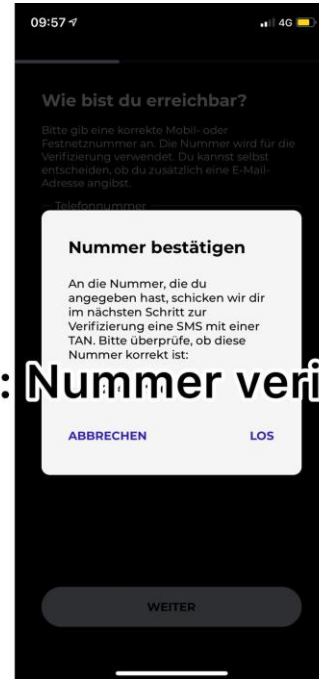 09:57
4G
Wie bist du erreichbar?
Bitte gib eine korrekte Mobil- oder
Festnetznummer an. Die Nummer wird für die
Verifizierung verwendet. Du kannst selbst
entscheiden, ob du zusätzlich eine E-Mail-
Adresse angibst.
Telefonnummer
Nummer bestätigen
An die Nummer, die du
angegeben hast, schicken wir dir
im nächsten Schritt zur
Verifizierung eine SMS mit einer
TAN. Bitte überprüfe, ob diese
Nummer korrekt ist:
: Nummer veri
ABBRECHEN
LOS
WEITER